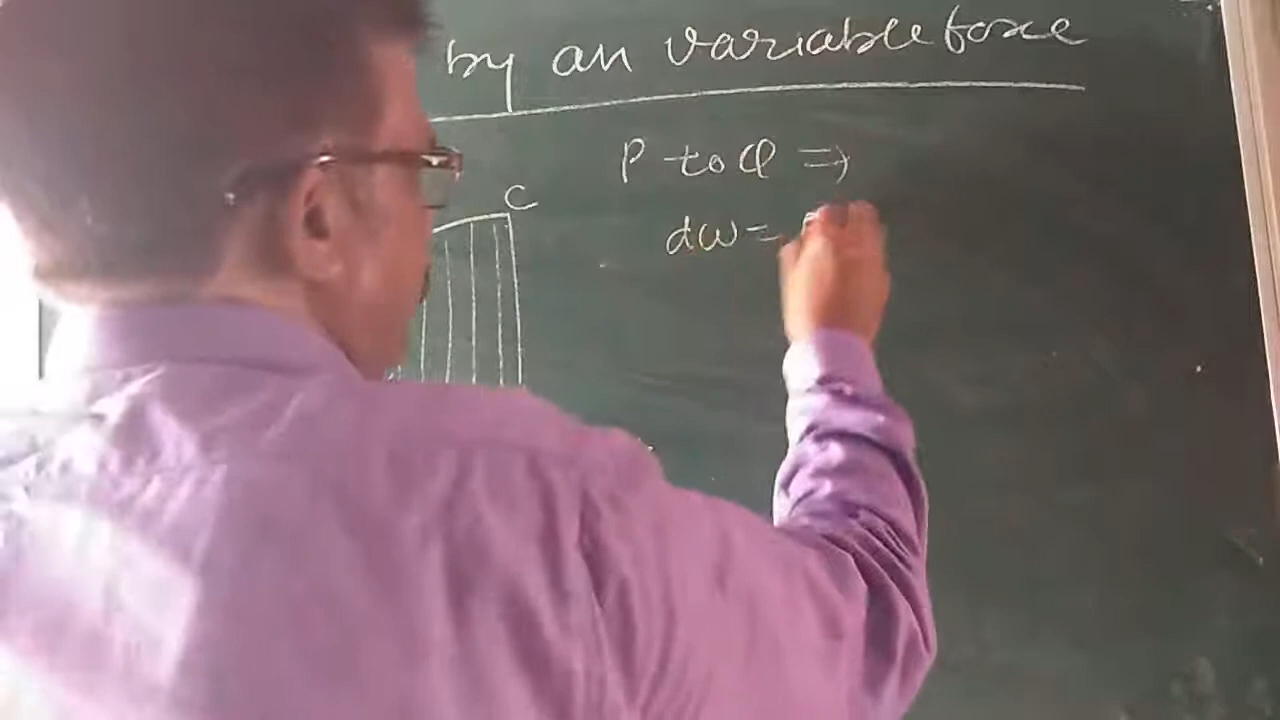 by an variable force
P to Q ⇒
C
dw =